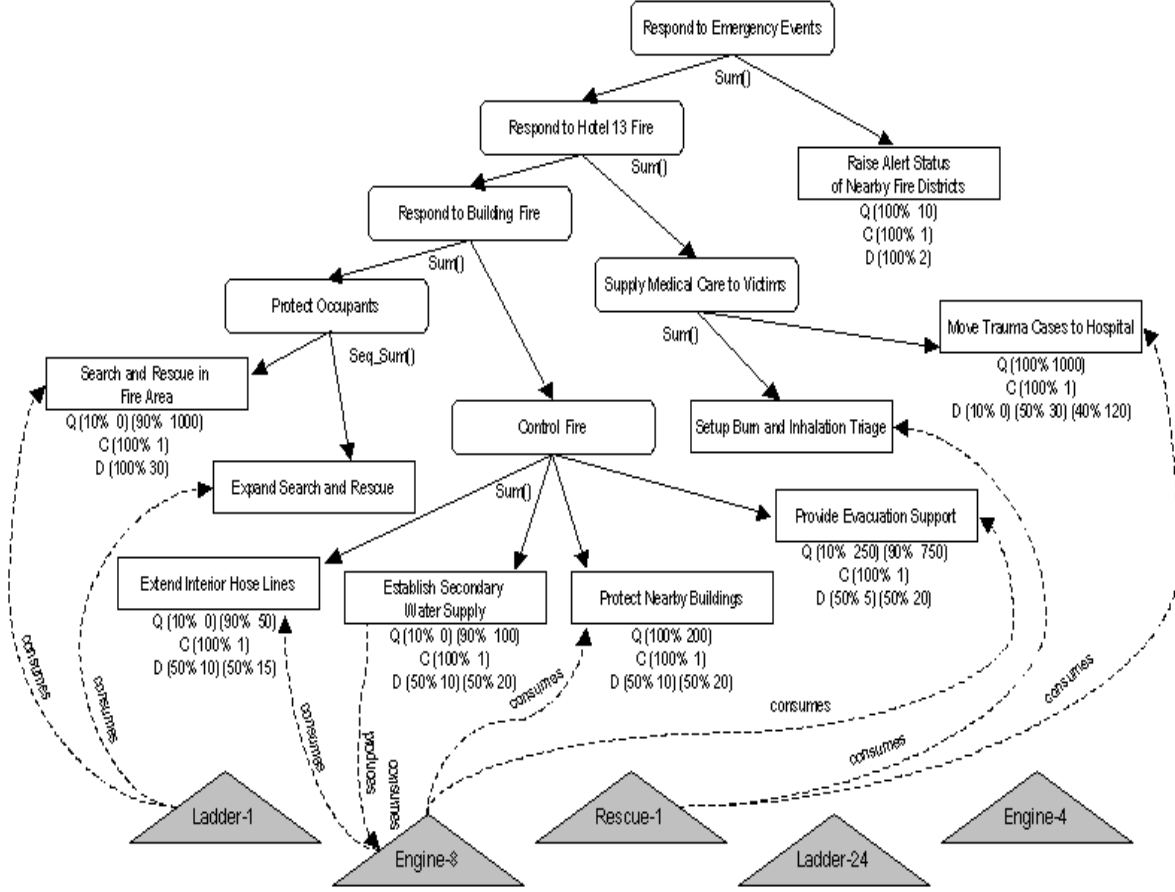 Respond to Emergency Events
Sum()
Respond to Hotel 13 Fire
Sum()
Raise Alert Status
of Nearby Fire Districts
Q (100% 10)
C (100% 1)
D (100% 2)
Respond to Building Fire
Sum()
Supply Medical Care to Victims
Sum()
Protect Occupants
Seq_Sum()
Move Trauma Cases to Hospital
Q (100% 1000)
C (100% 1)
D (10% 0) (50% 30) (40% 120)
Search and Rescue in
Fire Area
Q (10% 0) (90% 1000)
C (100% 1)
D (100% 30)
Control Fire
Sum()
Setup Burn and Inhalation Triage
Expand Search and Rescue
Provide Evacuation Support
Q (10% 250) (90% 750)
C (100% 1)
D (50% 5) (50% 20)
Extend Interior Hose Lines
Q (10% 0) (90% 50)
C (100% 1)
D (50% 10) (50% 15)
Establish Secondary
Water Supply
Q (10% 0) (90% 100)
C (100% 1)
D (50% 10) (50% 20)
Protect Nearby Buildings
Q (100% 200)
C (100% 1)
D (50% 10) (50% 20)
consumes
consumes
consumes
produces
consumes
consumes
consumes
consumes
consumes
Ladder-1
Engine-8
Rescue-1
Ladder-24
Engine-4